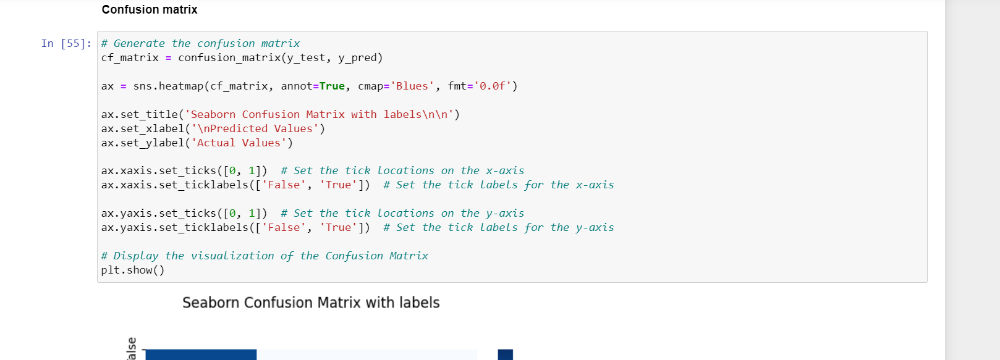 Confusion matrix
In [55]:
# Generate the confusion matrix
cf_matrix = confusion_matrix(y_test, y_pred)
ax = sns.heatmap(cf_matrix, annot=True, cmap='Blues', fmt='0.0f')
ax.set_title('Seaborn Confusion Matrix with labels\n\n')
ax.set_xlabel('\nPredicted Values')
ax.set_ylabel('Actual Values')
ax.xaxis.set_ticks([0, 1])  # Set the tick locations on the x-axis
ax.xaxis.set_ticklabels(['False', 'True'])  # Set the tick labels for the x-axis
ax.yaxis.set_ticks([0, 1])  # Set the tick locations on the y-axis
ax.yaxis.set_ticklabels(['False', 'True'])  # Set the tick labels for the y-axis
# Display the visualization of the Confusion Matrix
plt.show()
Seaborn Confusion Matrix with labels